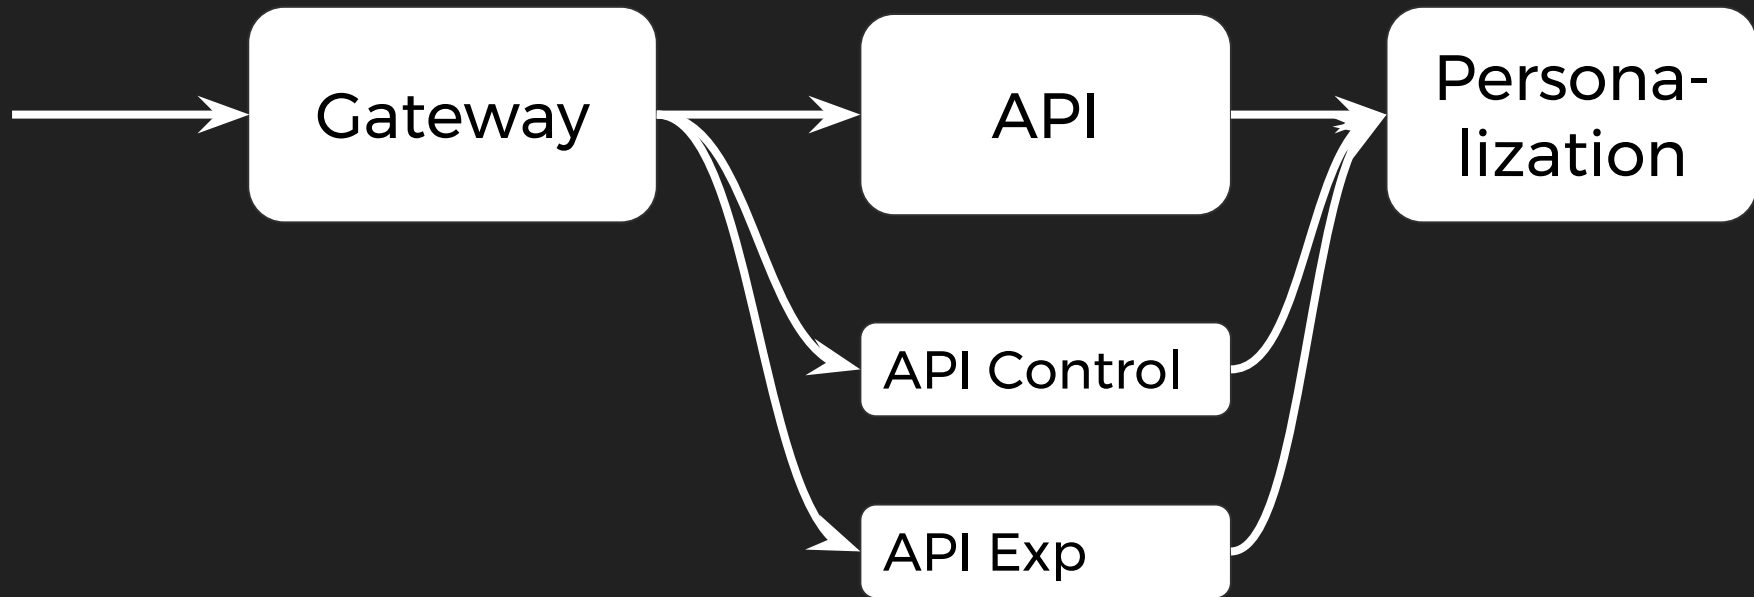 Gateway
API
Persona-
lization
API Control
API Exp